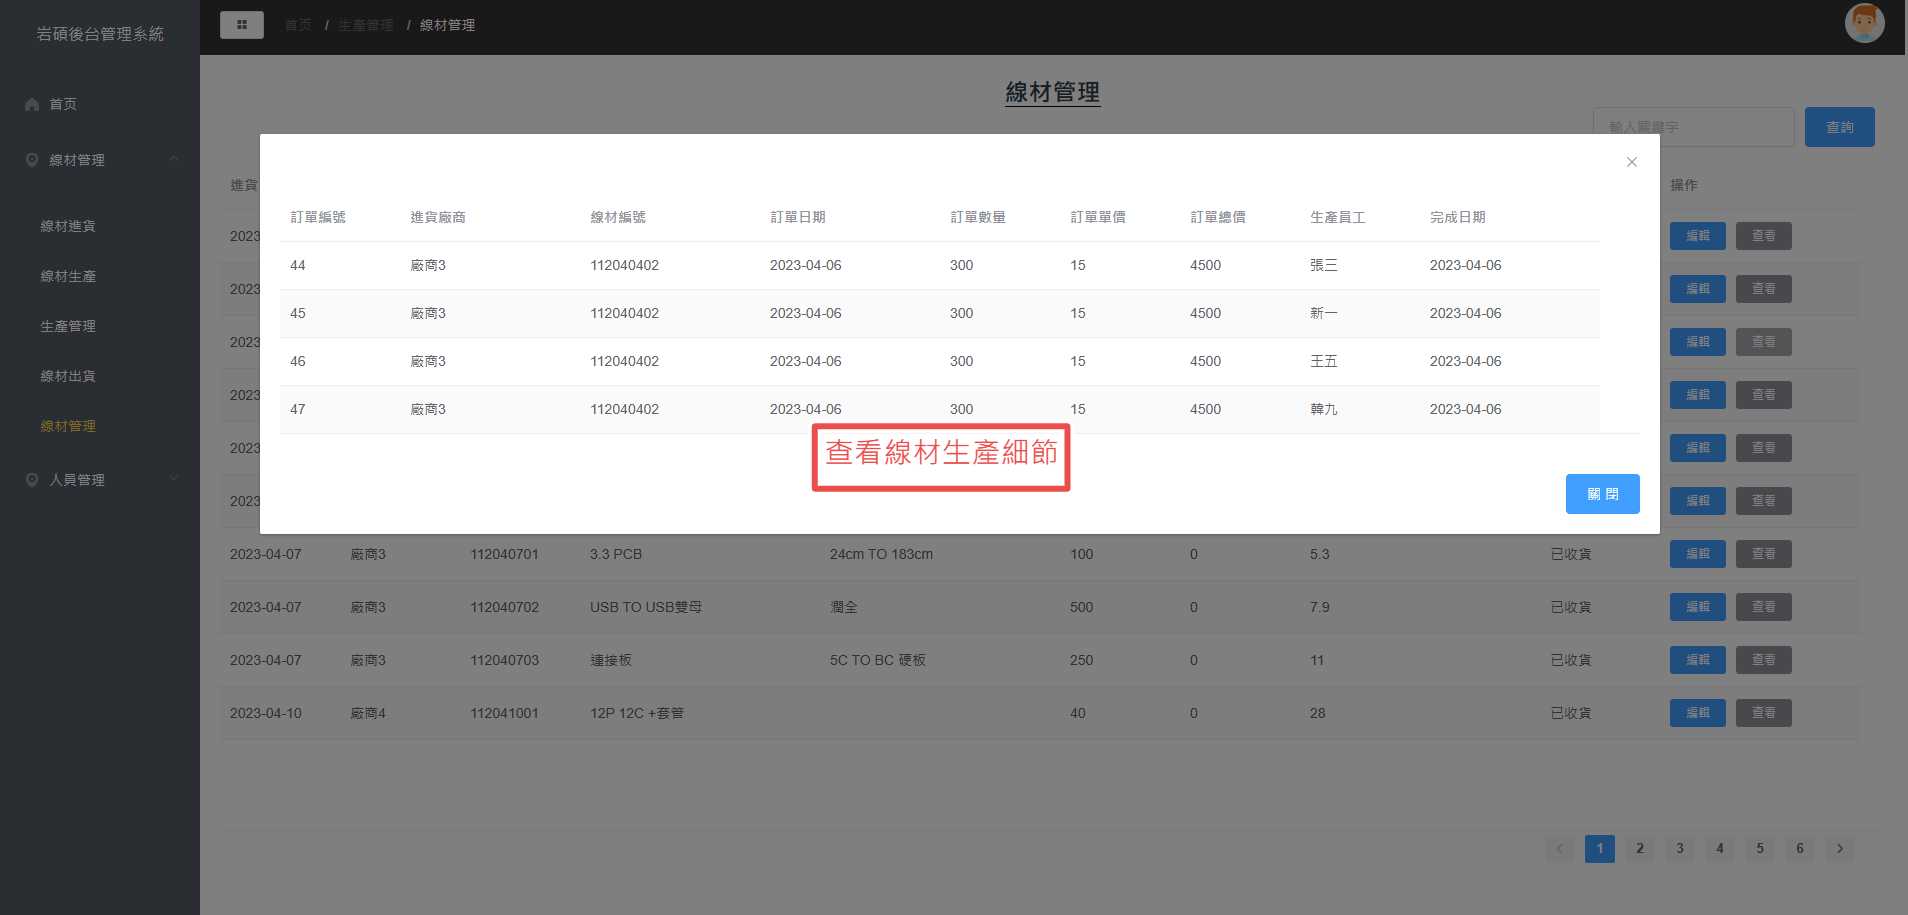 岩碩後台管理系統
首页 / 生產管理 / 線材管理
首页
線材管理
線材進貨
線材生產
生產管理
線材出貨
線材管理
人員管理
線材管理
輸入關鍵字
查詢
進貨 操作
2023 編輯 查看
2023 編輯 查看
2023 編輯 查看
2023 編輯 查看
2023 編輯 查看
2023 編輯 查看
訂單編號 進貨廠商 線材編號 訂單日期 訂單數量 訂單單價 訂單總價 生產員工 完成日期
44 廠商3 112040402 2023-04-06 300 15 4500 張三 2023-04-06
45 廠商3 112040402 2023-04-06 300 15 4500 新一 2023-04-06
46 廠商3 112040402 2023-04-06 300 15 4500 王五 2023-04-06
47 廠商3 112040402 2023-04-06 300 15 4500 韓九 2023-04-06
查看線材生產細節
關 閉
2023-04-07 廠商3 112040701 3.3 PCB 24cm TO 183cm 100 0 5.3 已收貨 編輯 查看
2023-04-07 廠商3 112040702 USB TO USB雙母 潤全 500 0 7.9 已收貨 編輯 查看
2023-04-07 廠商3 112040703 連接板 5C TO BC 硬板 250 0 11 已收貨 編輯 查看
2023-04-10 廠商4 112041001 12P 12C +套管 40 0 28 已收貨 編輯 查看
1 2 3 4 5 6